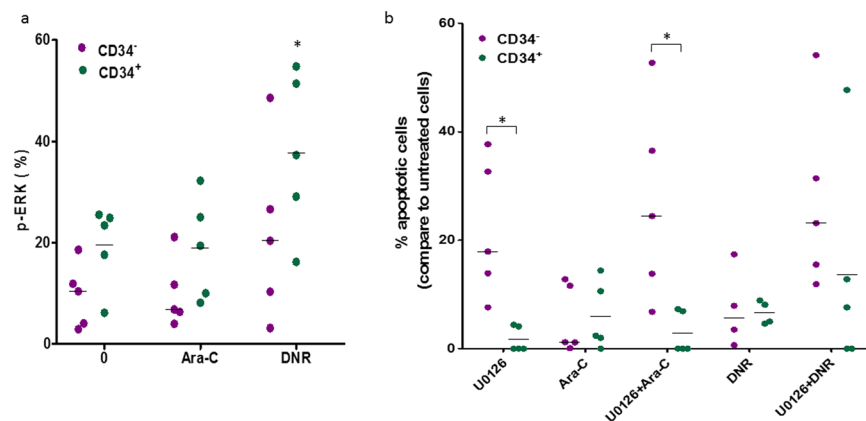 a
CD34-
CD34+
*
p-ERK (%)
60
40
20
0
0
Ara-C
DNR
b
CD34-
CD34+
*
*
% apoptotic cells
(compare to untreated cells)
60
40
20
0
U0126
Ara-C
U0126+Ara-C
DNR
U0126+DNR